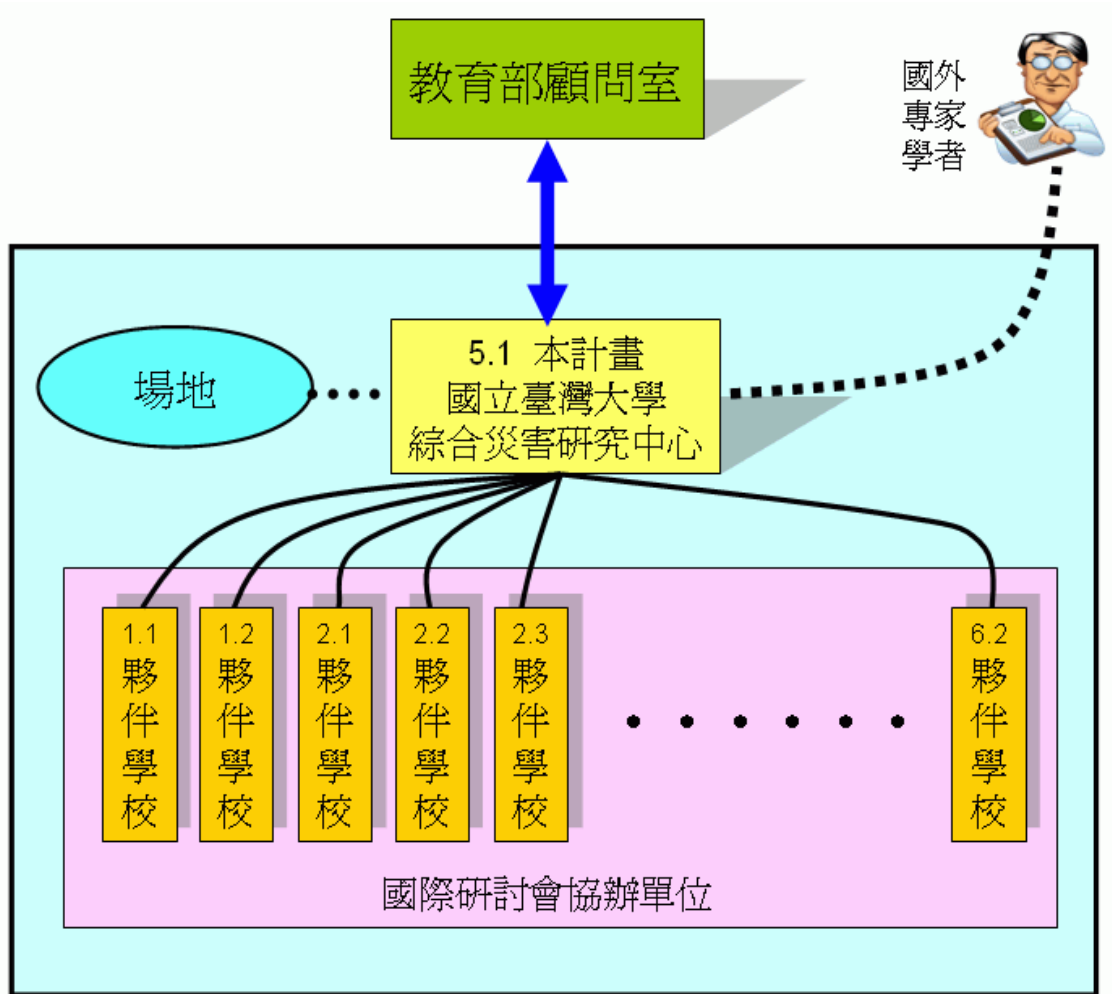 教育部顧問室
國外
專家
學者
5.1 本計畫
國立臺灣大學
綜合災害研究中心
場地
1.1
夥
伴
學
校
1.2
夥
伴
學
校
2.1
夥
伴
學
校
2.2
夥
伴
學
校
2.3
夥
伴
學
校
6.2
夥
伴
學
校
國際研討會協辦單位